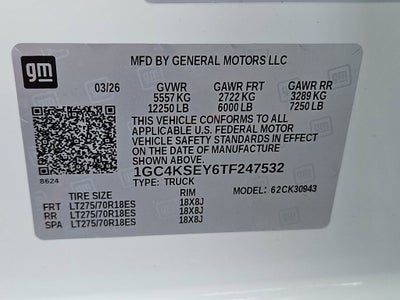 gm
MFD BY GENERAL MOTORS LLC
03/26 GVWR GAWR FRT GAWR RR
5557 KG 2722 KG 3289 KG
12250 LB 6000 LB 7250 LB
THIS VEHICLE CONFORMS TO ALL
APPLICABLE U.S. FEDERAL MOTOR
VEHICLE SAFETY STANDARDS IN EFFECT
ON THE DATE OF MANUFACTURE SHOWN ABOVE.
1GC4KSEY6TF247532
8624 TYPE: TRUCK MODEL: 62CK30943
TIRE SIZE RIM
FRT LT275/70R18ES 18X8J
RR LT275/70R18ES 18X8J
SPA LT275/70R18ES 18X8J